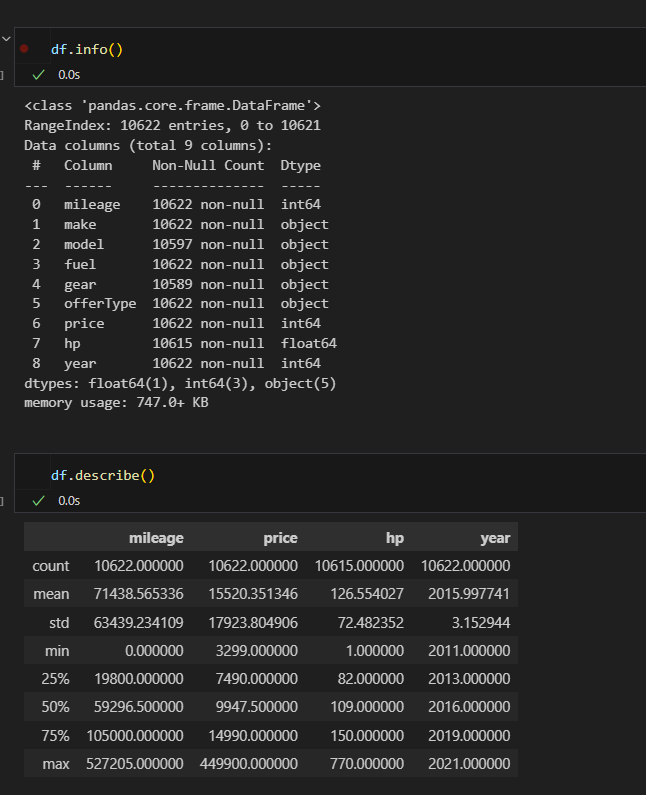 df.info()
] 0.0s
<class 'pandas.core.frame.DataFrame'>
RangeIndex: 10622 entries, 0 to 10621
Data columns (total 9 columns):
 #   Column     Non-Null Count  Dtype
---  ------     --------------  -----
 0   mileage    10622 non-null  int64
 1   make       10622 non-null  object
 2   model      10597 non-null  object
 3   fuel       10622 non-null  object
 4   gear       10589 non-null  object
 5   offerType  10622 non-null  object
 6   price      10622 non-null  int64
 7   hp         10615 non-null  float64
 8   year       10622 non-null  int64
dtypes: float64(1), int64(3), object(5)
memory usage: 747.0+ KB
df.describe()
] 0.0s
mileage price hp year
count 10622.000000 10622.000000 10615.000000 10622.000000
mean 71438.565336 15520.351346 126.554027 2015.997741
std 63439.234109 17923.804906 72.482352 3.152944
min 0.000000 3299.000000 1.000000 2011.000000
25% 19800.000000 7490.000000 82.000000 2013.000000
50% 59296.500000 9947.500000 109.000000 2016.000000
75% 105000.000000 14990.000000 150.000000 2019.000000
max 527205.000000 449900.000000 770.000000 2021.000000